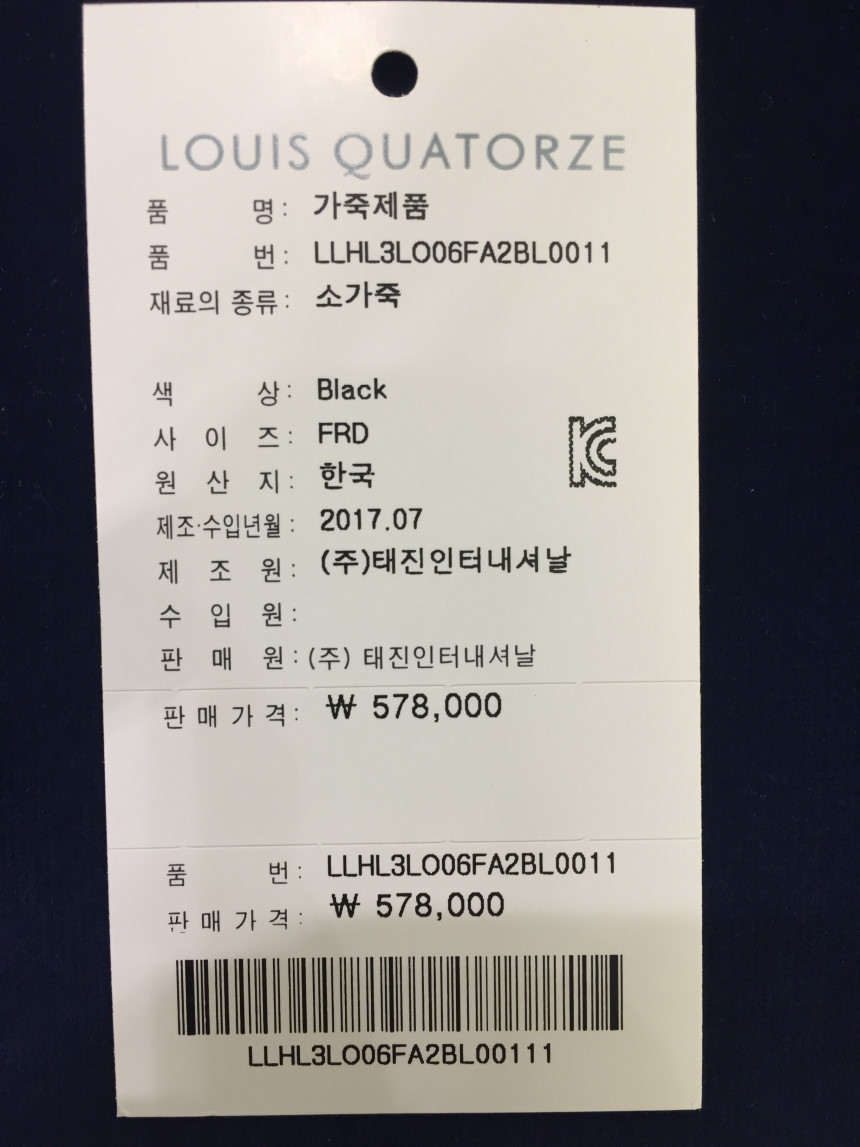 LOUIS QUATORZE
품 명: 가죽제품
품 번: LLHL3LO06FA2BL0011
재료의 종류: 소가죽
색 상: Black
사 이 즈: FRD
원 산 지: 한국
제조·수입년월: 2017.07
제 조 원: (주)태진인터내셔날
수 입 원:
판 매 원: (주) 태진인터내셔날
판 매 가 격: ₩ 578,000
품 번: LLHL3LO06FA2BL0011
판 매 가 격: ₩ 578,000
LLHL3LO06FA2BL00111